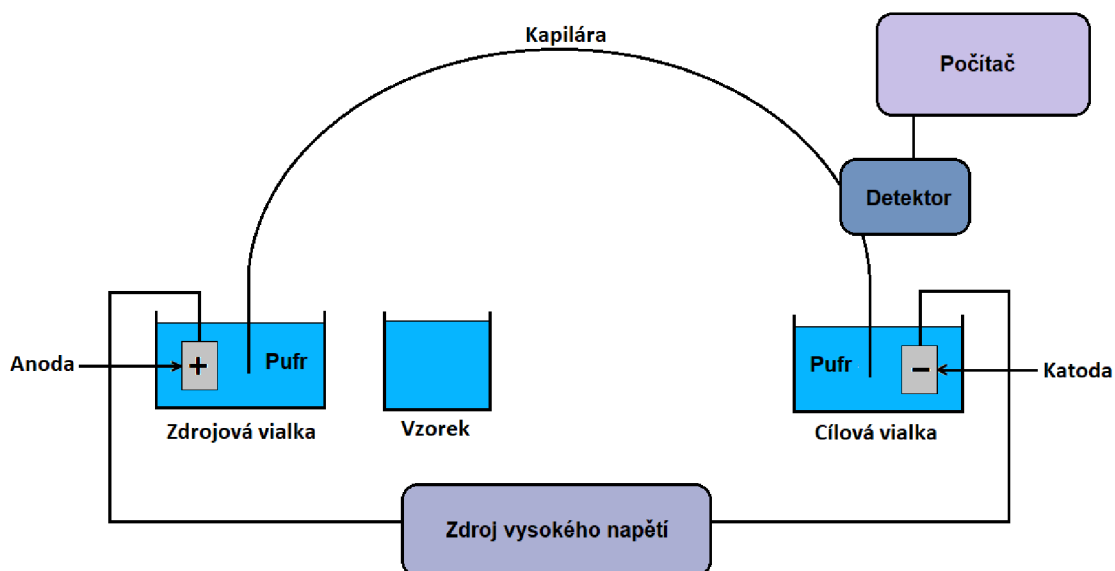 Kapilára
Počítač
Detektor
Anoda
+
Pufr
Pufr
−
Katoda
Zdrojová vialka
Vzorek
Cílová vialka
Zdroj vysokého napětí